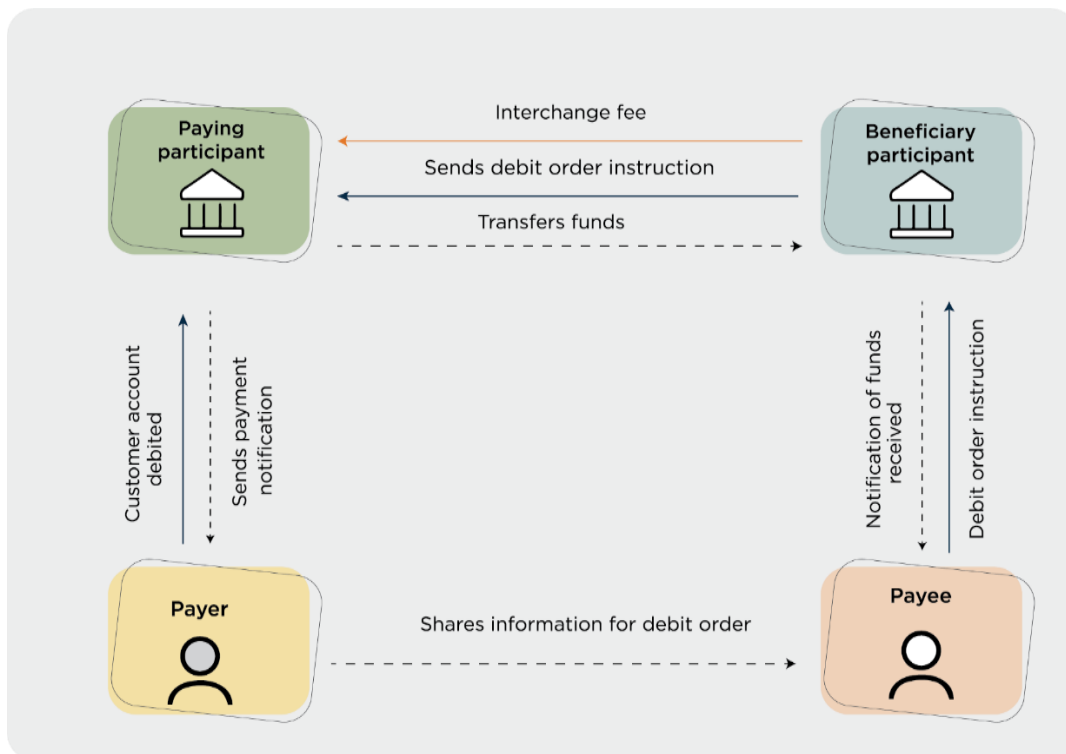 Paying
participant
Interchange fee
Sends debit order instruction
Transfers funds
Beneficiary
participant
Customer account
debited
Sends payment
notification
Notification of funds
received
Debit order instruction
Payer
Shares information for debit order
Payee